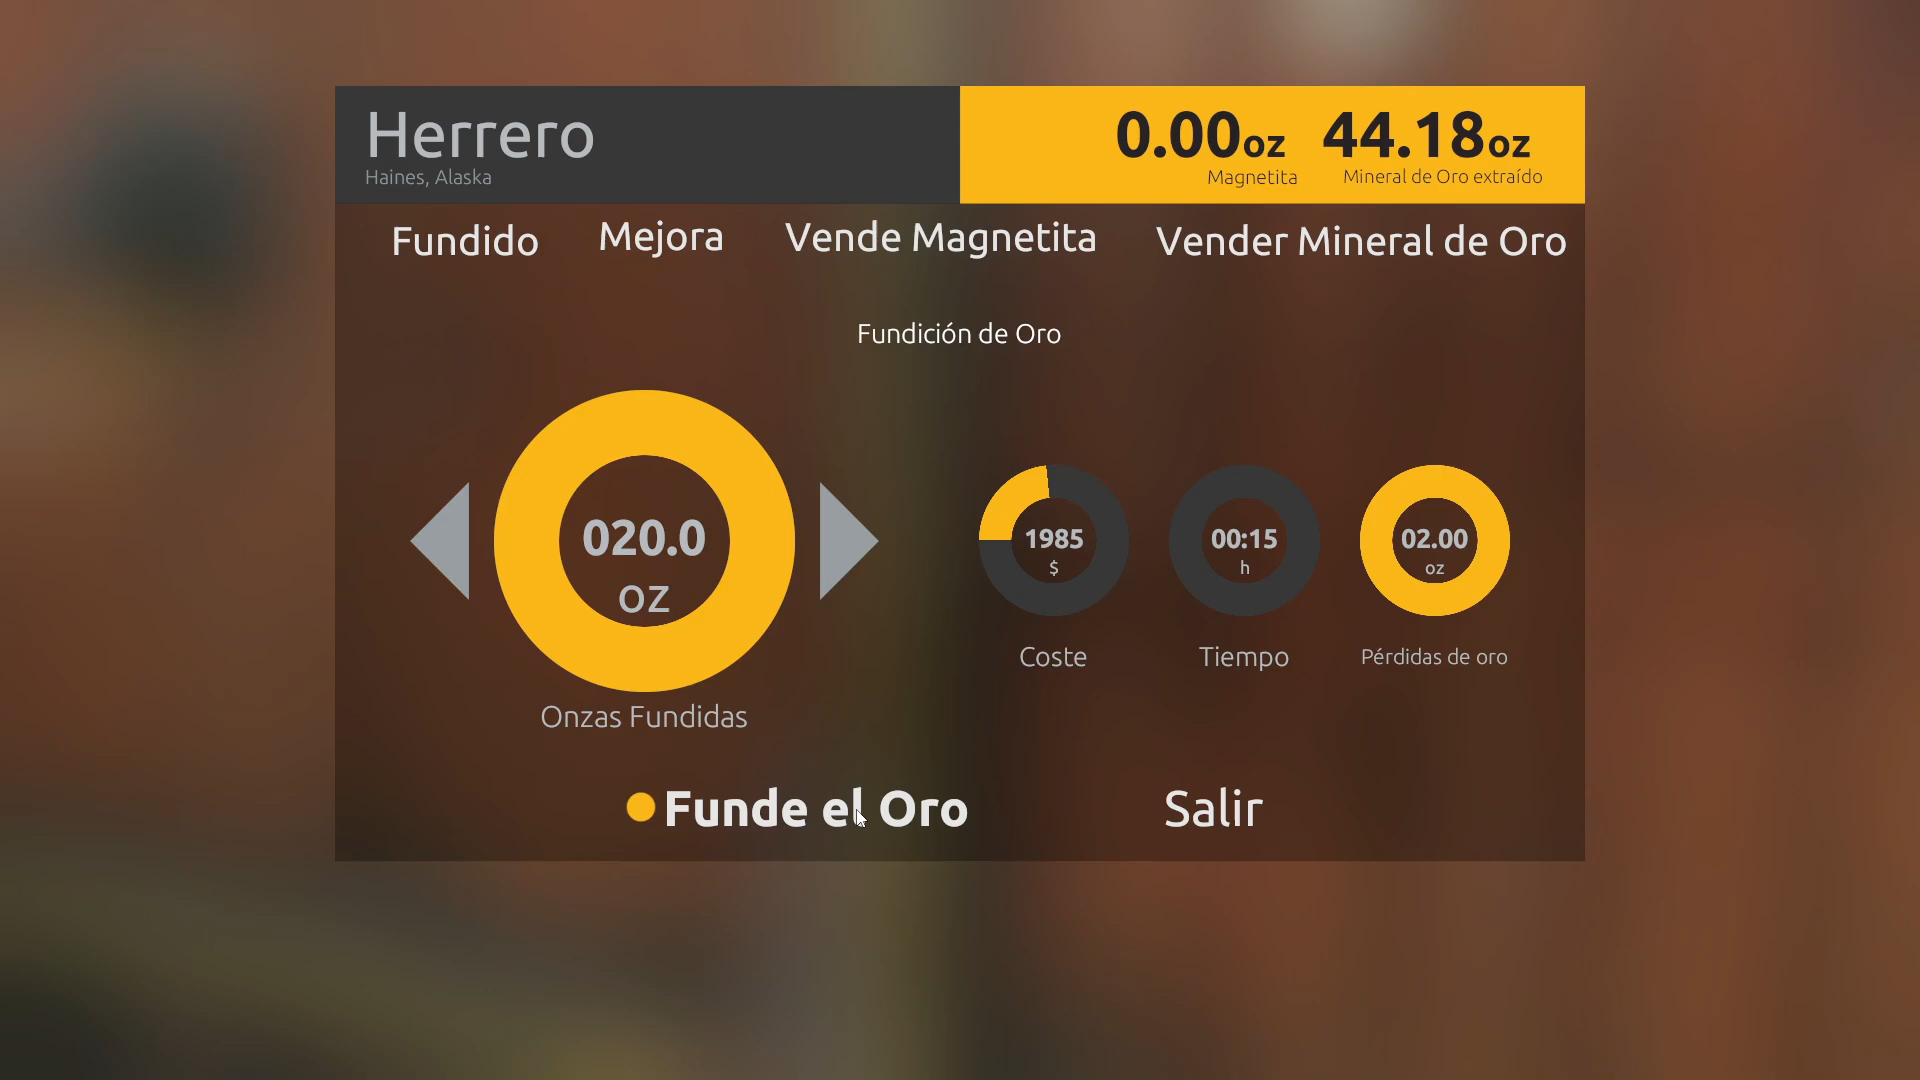 Herrero
Haines, Alaska
0.00oz 44.18oz
Magnetita Mineral de Oro extraído
Fundido Mejora Vende Magnetita Vender Mineral de Oro
Fundición de Oro
020.0
oz
Onzas Fundidas
1985
$
Coste
00:15
h
Tiempo
02.00
oz
Pérdidas de oro
Funde el Oro Salir